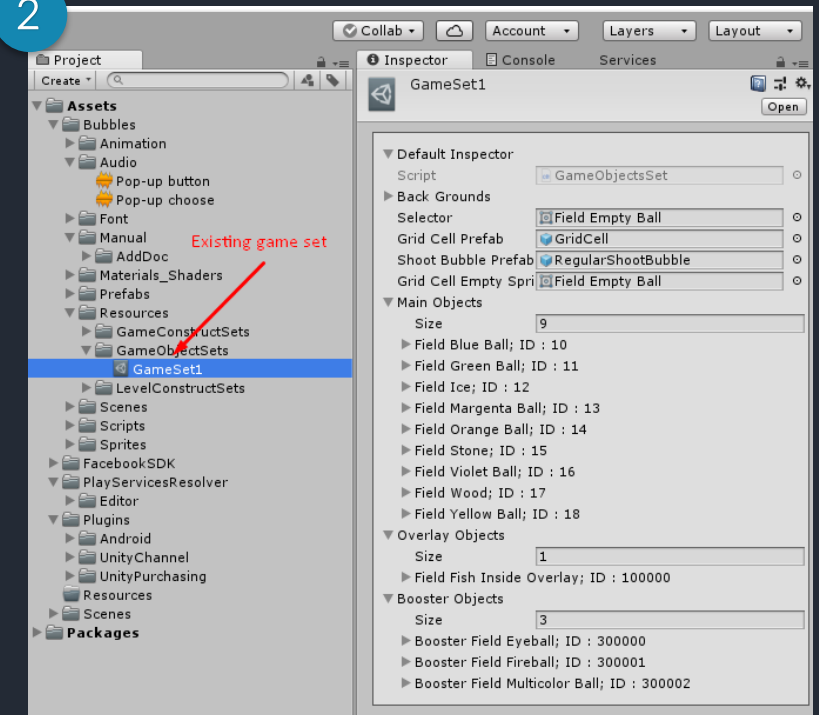 2
Collab
Account
Layers
Layout
Project
Create
Assets
Bubbles
Animation
Audio
Pop-up button
Pop-up choose
Font
Manual
AddDoc
Materials_Shaders
Prefabs
Resources
GameConstructSets
GameObjectSets
GameSet1
LevelConstructSets
Scenes
Scripts
Sprites
FacebookSDK
PlayServicesResolver
Editor
Plugins
Android
UnityChannel
UnityPurchasing
Resources
Scenes
Packages
Existing game set
Inspector Console Services
GameSet1
Open
Default Inspector
Script GameObjectsSet
Back Grounds
Selector Field Empty Ball
Grid Cell Prefab GridCell
Shoot Bubble Prefab RegularShootBubble
Grid Cell Empty Spri Field Empty Ball
Main Objects
Size 9
Field Blue Ball; ID : 10
Field Green Ball; ID : 11
Field Ice; ID : 12
Field Margenta Ball; ID : 13
Field Orange Ball; ID : 14
Field Stone; ID : 15
Field Violet Ball; ID : 16
Field Wood; ID : 17
Field Yellow Ball; ID : 18
Overlay Objects
Size 1
Field Fish Inside Overlay; ID : 100000
Booster Objects
Size 3
Booster Field Eyeball; ID : 300000
Booster Field Fireball; ID : 300001
Booster Field Multicolor Ball; ID : 300002